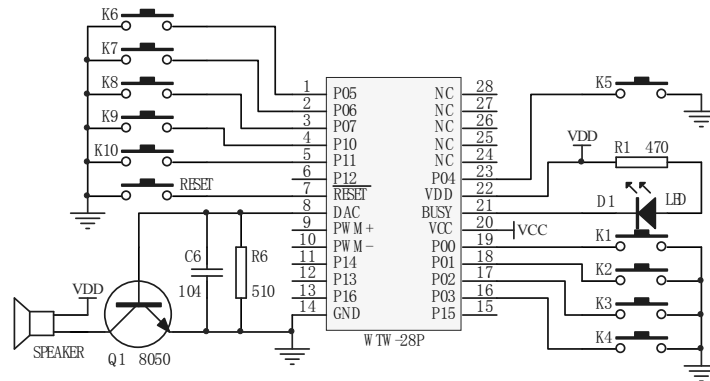 K6
K7
K8
K9
K10
RESET
1 P05 NC 28
2 P06 NC 27
3 P07 NC 26
4 P10 NC 25
5 P11 NC 24
6 P12 P04 23
7 RESET VDD 22
8 DAC BUSY 21
9 PWM+ VCC 20
10 PWM- P00 19
11 P14 P01 18
12 P13 P02 17
13 P16 P03 16
14 GND P15 15
WTW-28P
K5
VDD
R1 470
D1 LED
VCC
K1
K2
K3
K4
C6
104
R6
510
VDD
SPEAKER
Q1 8050